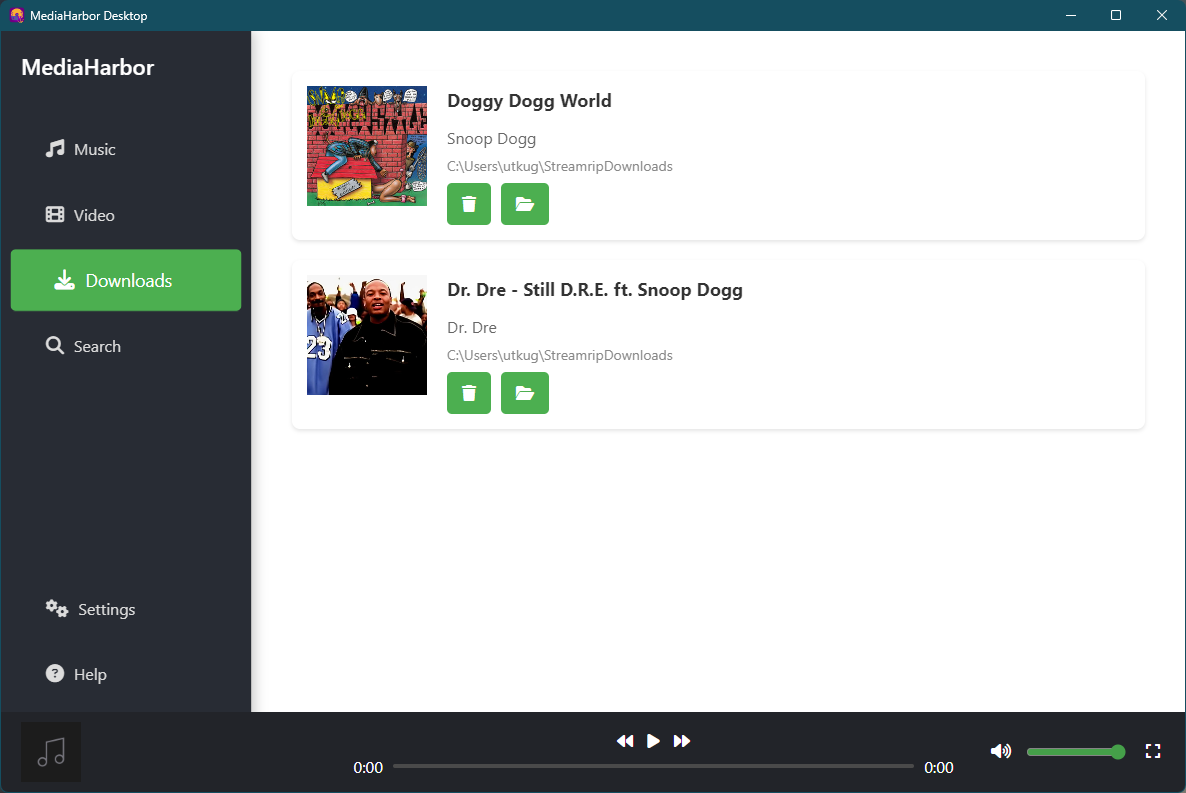 MediaHarbor Desktop
MediaHarbor
Music
Video
Downloads
Search
Settings
Help
Doggy Dogg World
Snoop Dogg
C:\Users\utkug\StreamripDownloads
Dr. Dre - Still D.R.E. ft. Snoop Dogg
23
Dr. Dre
C:\Users\utkug\StreamripDownloads
0:00
0:00